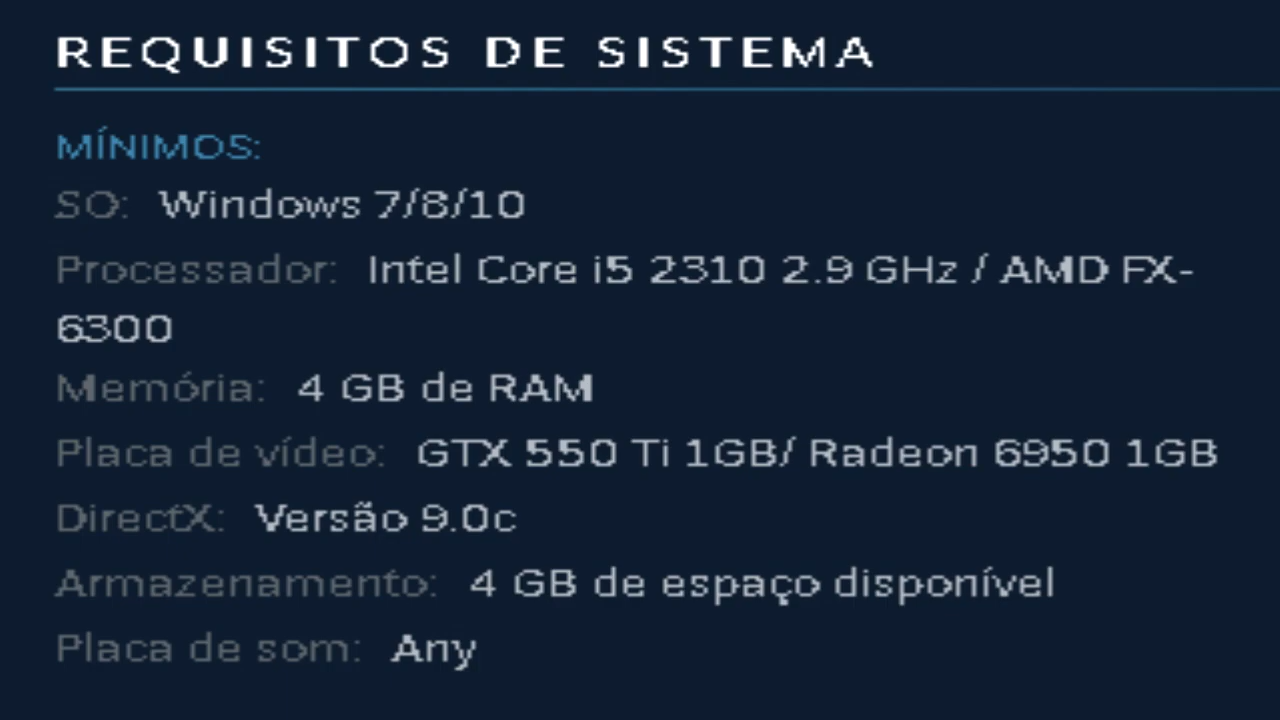 REQUISITOS DE SISTEMA
MÍNIMOS:
SO: Windows 7/8/10
Processador: Intel Core i5 2310 2.9 GHz / AMD FX-
6300
Memória: 4 GB de RAM
Placa de vídeo: GTX 550 Ti 1GB/ Radeon 6950 1GB
DirectX: Versão 9.0c
Armazenamento: 4 GB de espaço disponível
Placa de som: Any